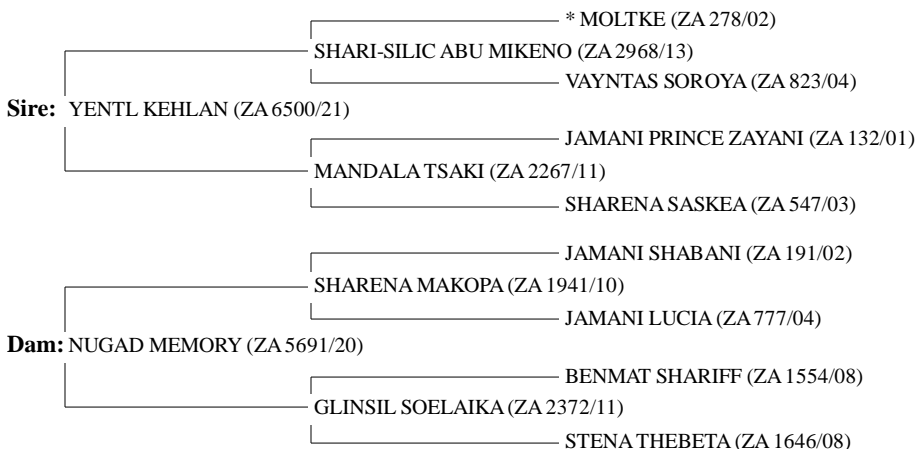 * MOLTKE (ZA 278/02)
SHARI-SILIC ABU MIKENO (ZA 2968/13)
VAYNTAS SOROYA (ZA 823/04)
Sire: YENTL KEHLAN (ZA 6500/21)
JAMANI PRINCE ZAYANI (ZA 132/01)
MANDALA TSAKI (ZA 2267/11)
SHARENA SASKEA (ZA 547/03)
JAMANI SHABANI (ZA 191/02)
SHARENA MAKOPA (ZA 1941/10)
JAMANI LUCIA (ZA 777/04)
Dam: NUGAD MEMORY (ZA 5691/20)
BENMAT SHARIFF (ZA 1554/08)
GLINSIL SOELAIKA (ZA 2372/11)
STENA THEBETA (ZA 1646/08)